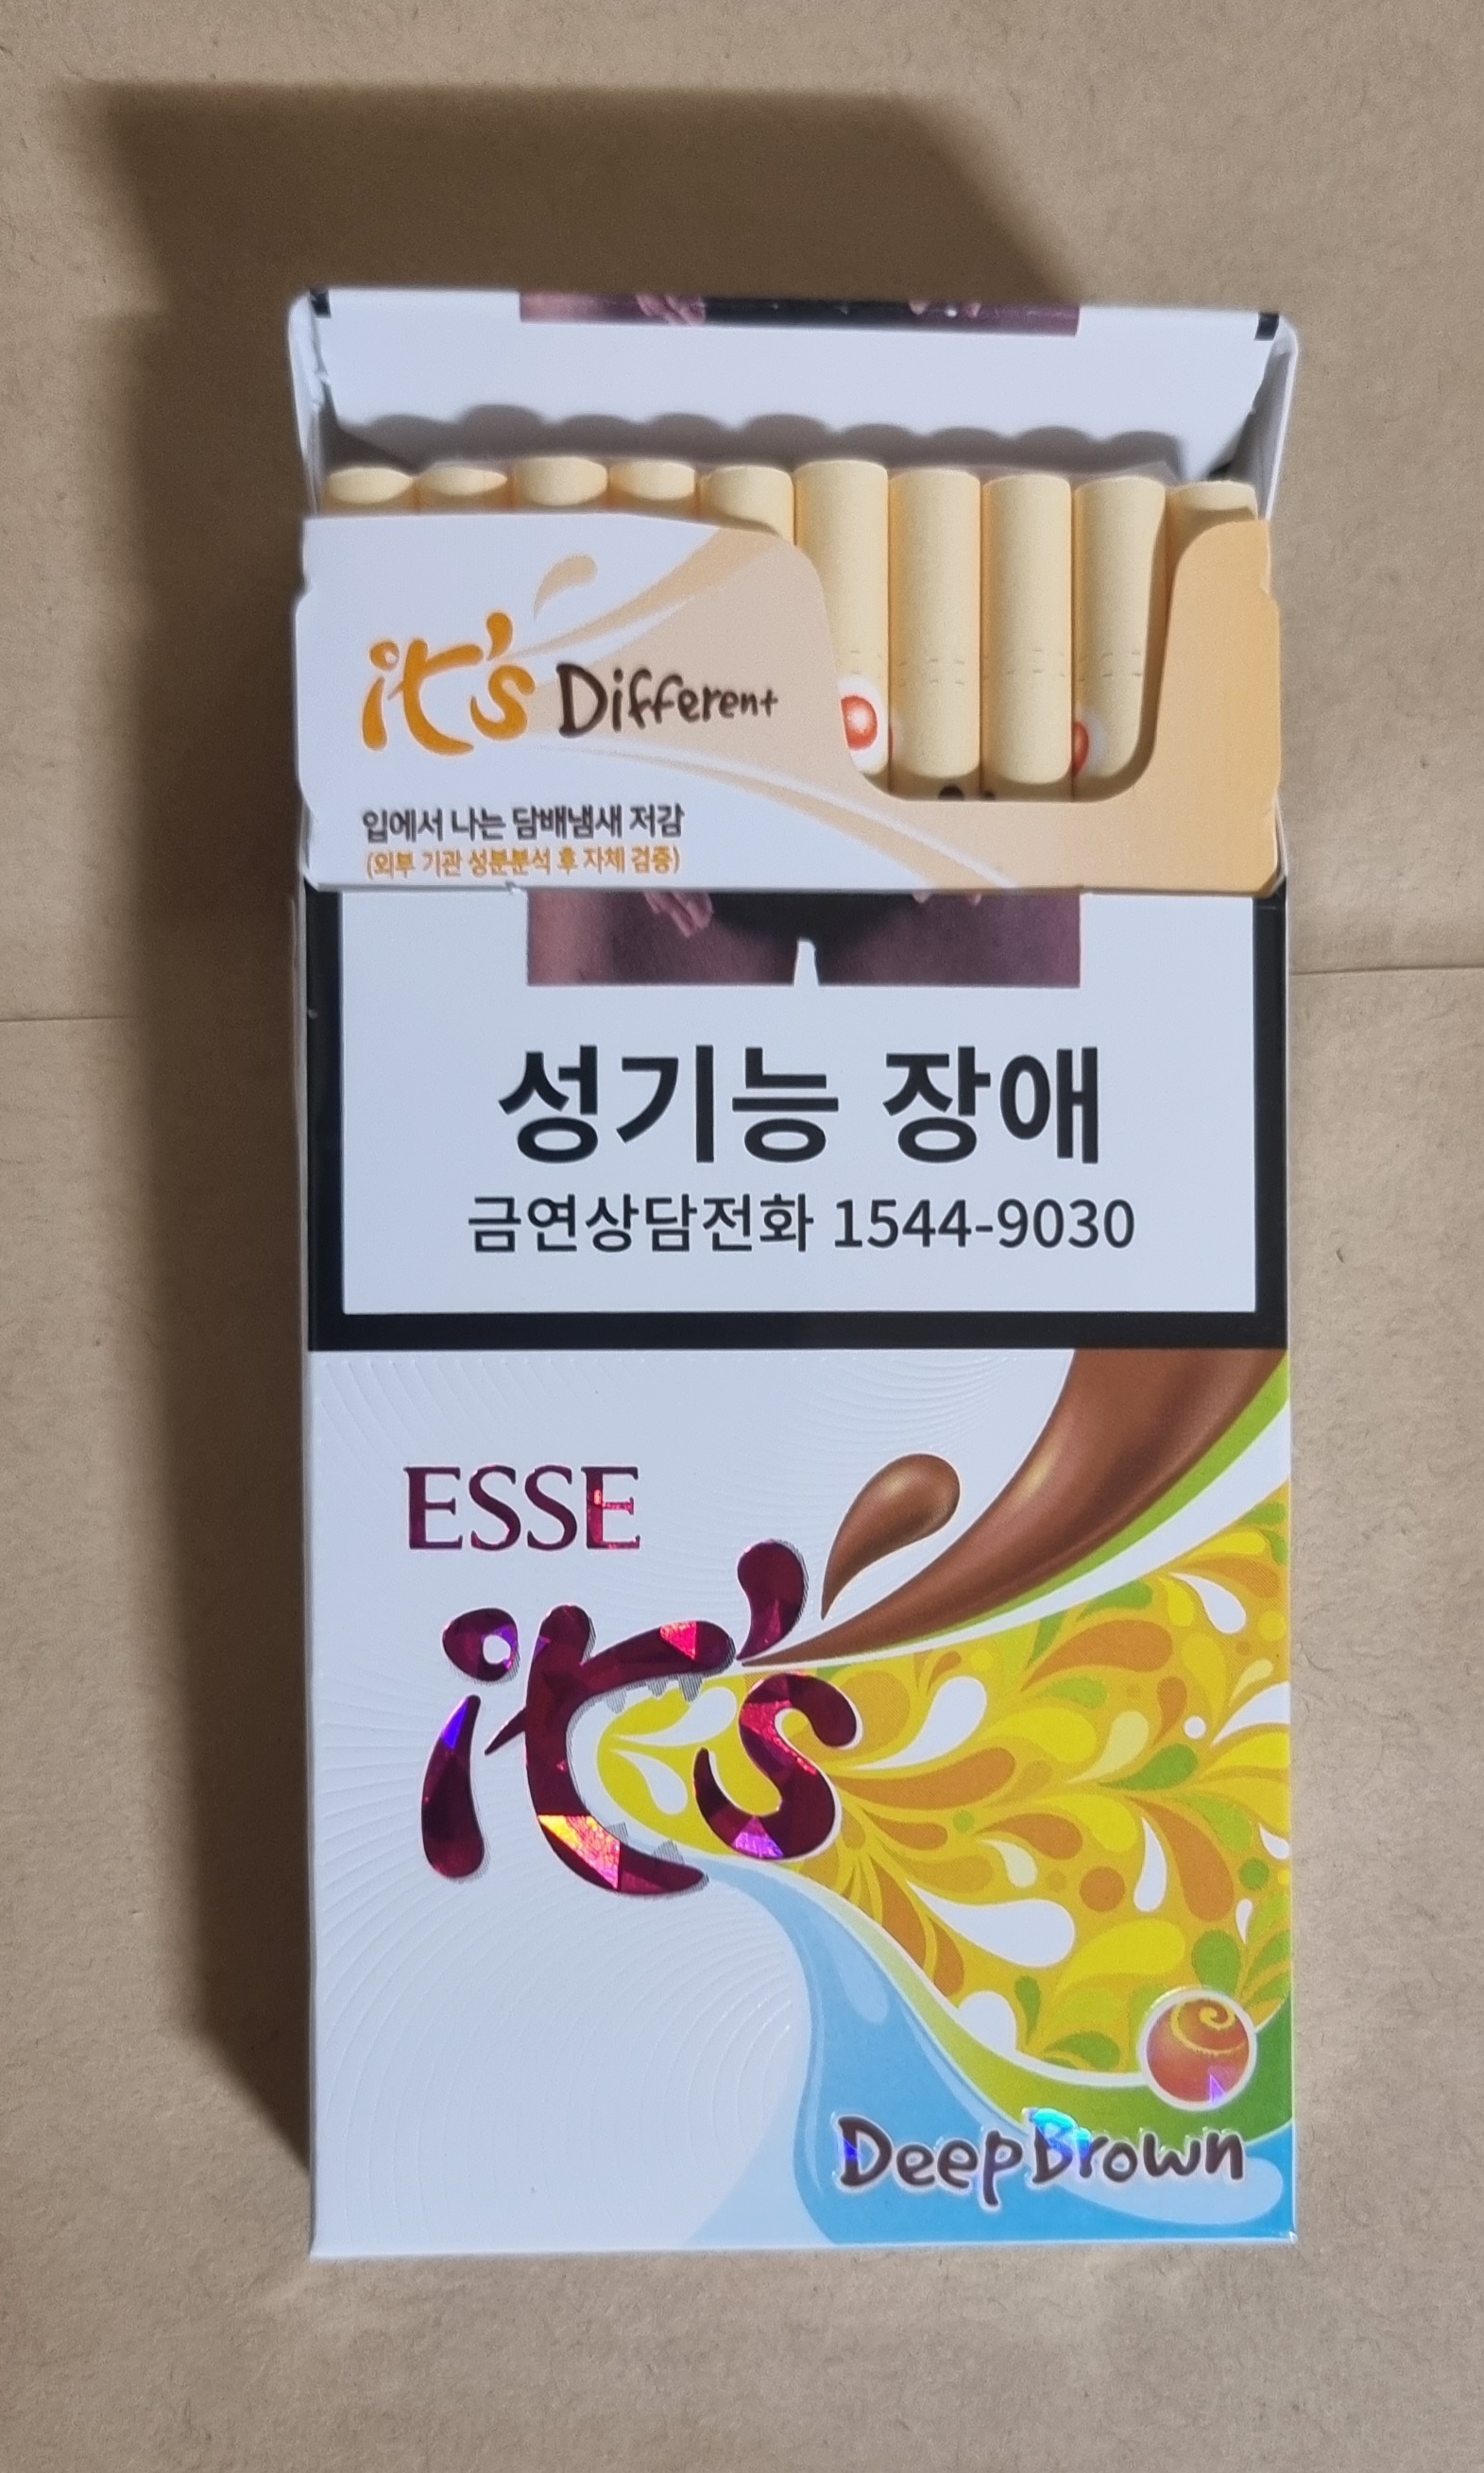 it's Different
입에서 나는 담배냄새 저감
(외부 기관 성분분석 후 자체 검증)
성기능 장애
금연상담전화 1544-9030
ESSE
it's
DeepBrown